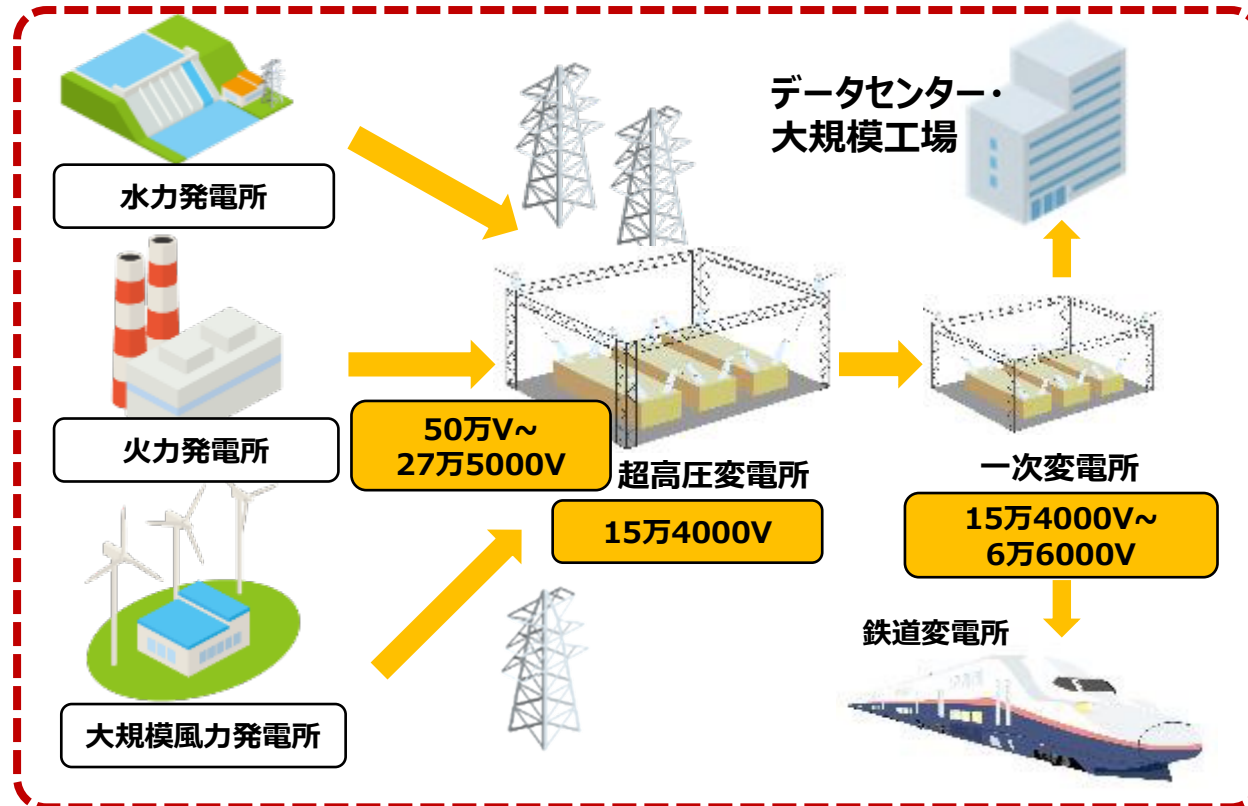 水力発電所
データセンター・
大規模工場
火力発電所
50万V~
27万5000V
超高圧変電所
15万4000V
一次変電所
15万4000V~
6万6000V
鉄道変電所
大規模風力発電所